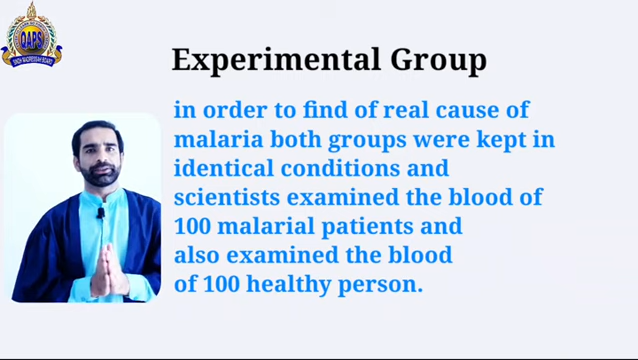 QAPS
Experimental Group
in order to find of real cause of
malaria both groups were kept in
identical conditions and
scientists examined the blood of
100 malarial patients and
also examined the blood
of 100 healthy person.